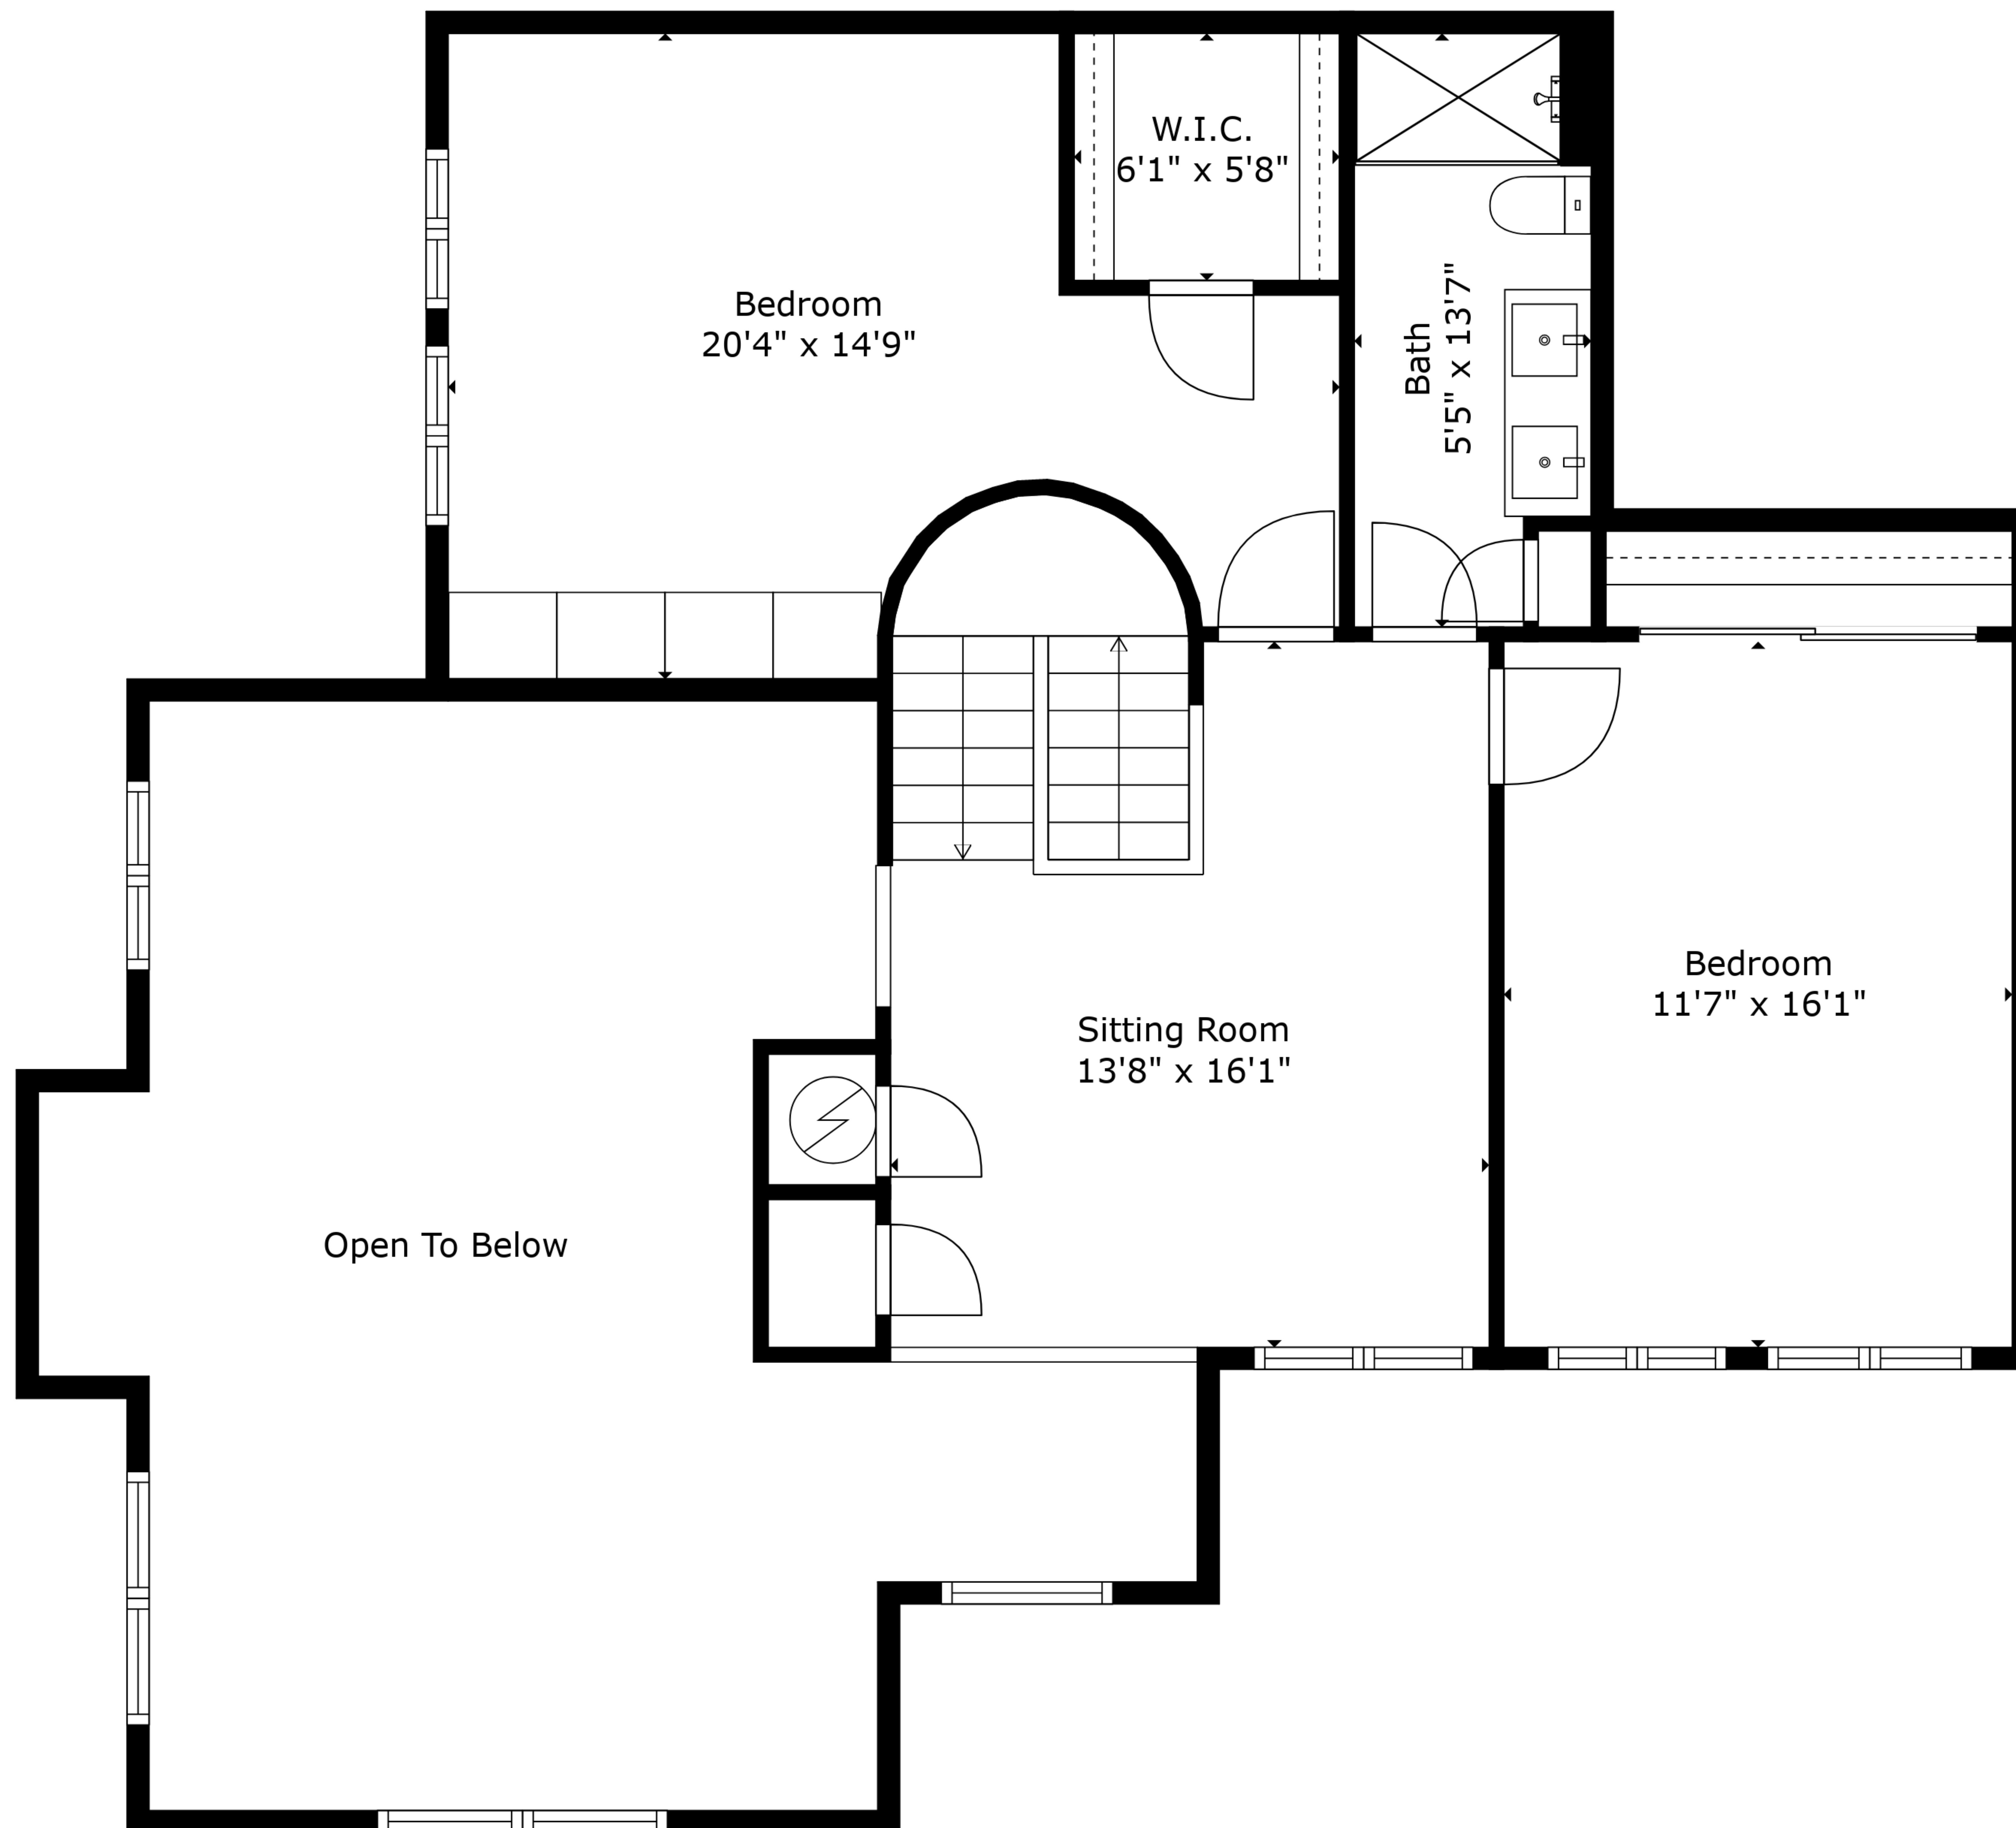 W.I.C.
6'1" x 5'8"
Bedroom
20'4" x 14'9"
Bath
5'5" x 13'7"
Bedroom
11'7" x 16'1"
Sitting Room
13'8" x 16'1"
Open To Below